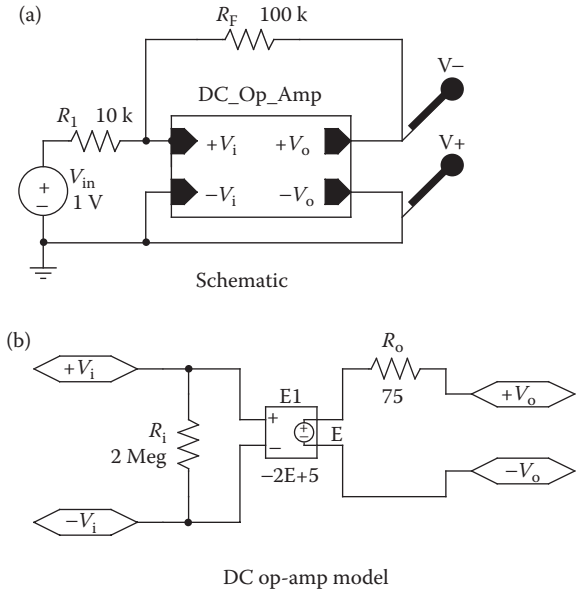 (a)
R_F 100 k
V−
DC_Op_Amp
R_1 10 k
+V_i +V_o
V+
V_in
1 V
+
−
−V_i −V_o
Schematic
(b)
R_o
+V_i
E1
75
+V_o
+
+
−
E
R_i
2 Meg
−
−2E+5
−V_o
−V_i
DC op-amp model